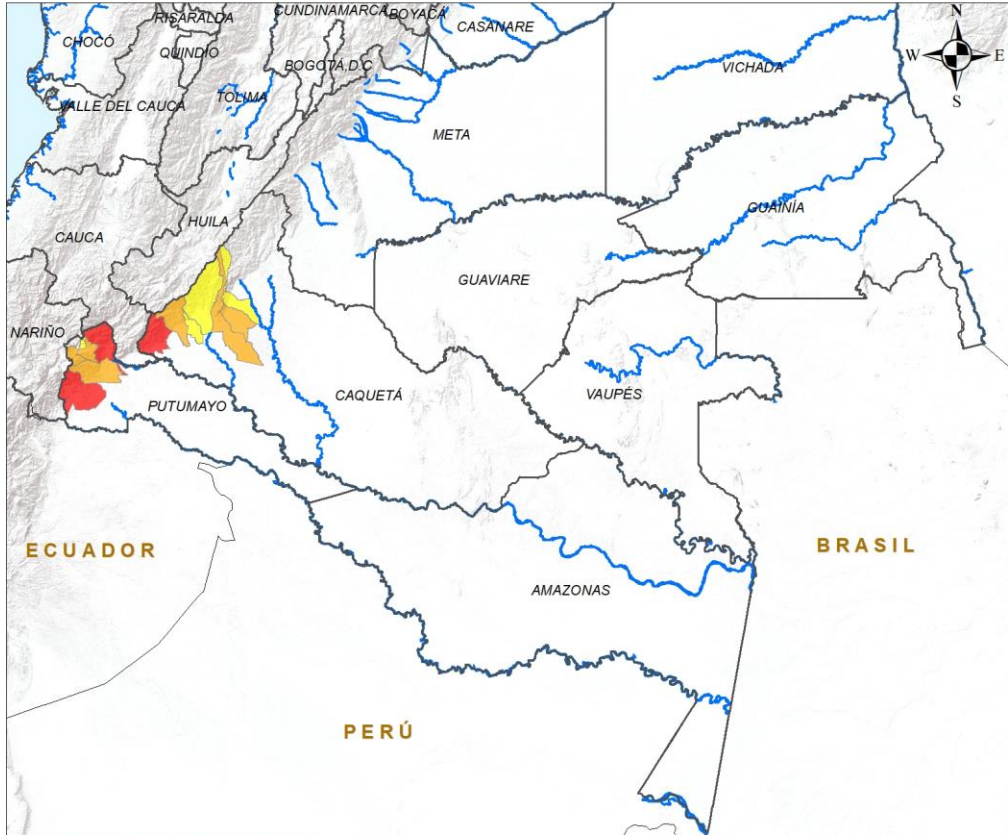 RISARALDA
CUNDINAMARCA
BOYACÁ
CASANARE
CHOCÓ
QUINDÍO
BOGOTÁ,D.C
VICHADA
N
W
E
S
VALLE DEL CAUCA
TOLIMA
META
HUILA
GUAINÍA
CAUCA
GUAVIARE
NARIÑO
CAQUETÁ
VAUPÉS
PUTUMAYO
ECUADOR
BRASIL
AMAZONAS
PERÚ